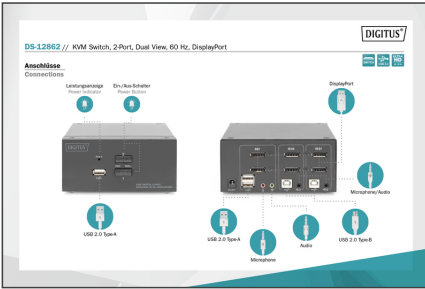 DIGITUS®
DS-12862 // KVM Switch, 2-Port, Dual View, 60 Hz, DisplayPort
Anschlüsse
Connections
Leistungsanzeige
Power Indicator
Ein-/Aus-Schalter
Power Button
DisplayPort
DIGITUS
USB 2.0 Type-A
USB 2.0 Type-A
Microphone
Audio
USB 2.0 Type-B
Microphone/Audio